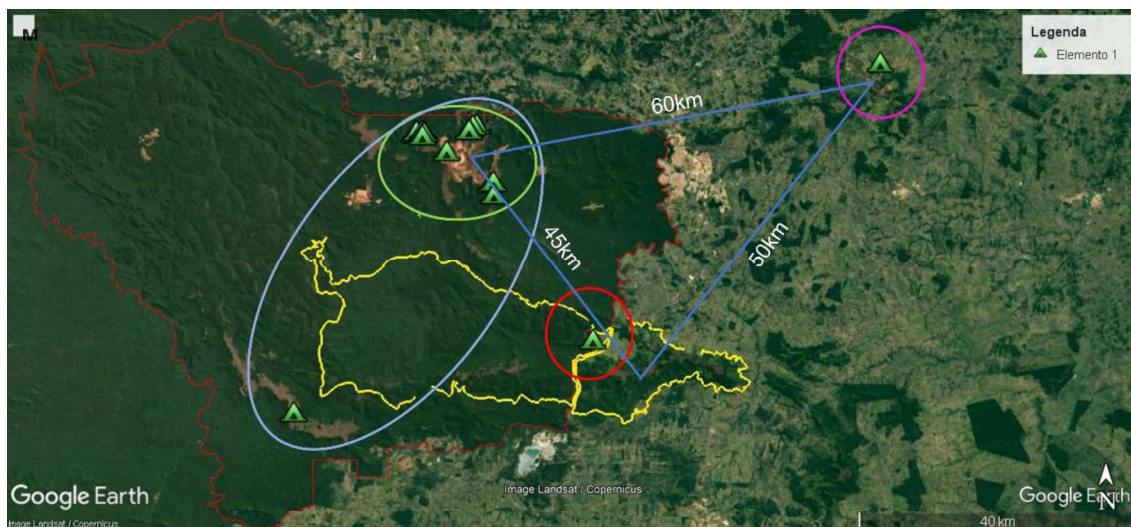 M
Legenda
Elemento 1
60km
45km
50km
Google Earth
Image Landsat / Copernicus
Image Landsat / Copernicus
Google Earth
N
40 km